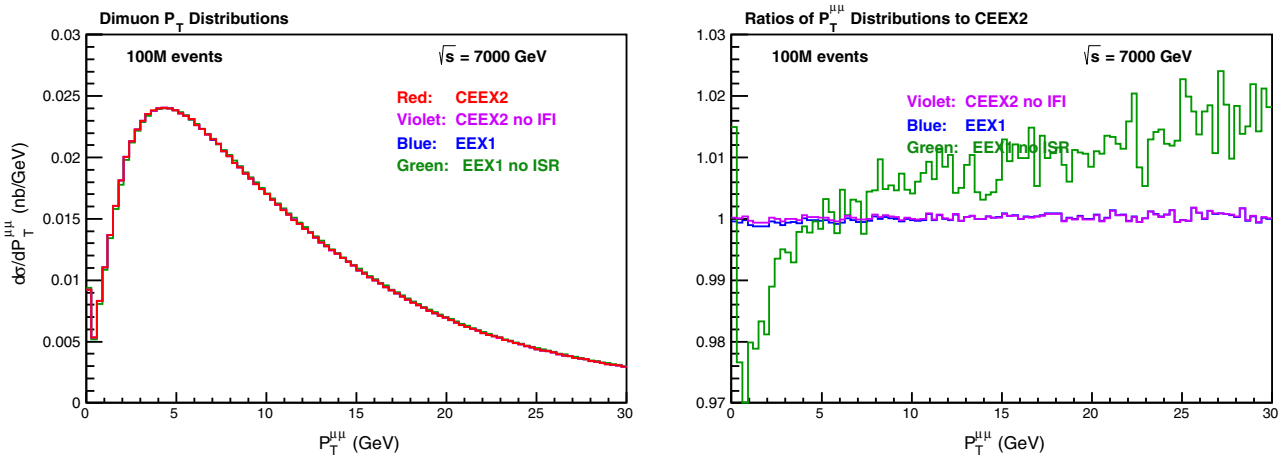 Dimuon P_T Distributions
0.03
0.025
0.02
0.015
0.01
0.005
0
dσ/dP_T^μμ (nb/GeV)
100M events
√s = 7000 GeV
Red: CEEX2
Violet: CEEX2 no IFI
Blue: EEX1
Green: EEX1 no ISR
0 5 10 15 20 25 30
P_T^μμ (GeV)
Ratios of P_T^μμ Distributions to CEEX2
1.03
1.02
1.01
1
0.99
0.98
0.97
100M events
√s = 7000 GeV
Violet: CEEX2 no IFI
Blue: EEX1
Green: EEX1 no ISR
0 5 10 15 20 25 30
P_T^μμ (GeV)